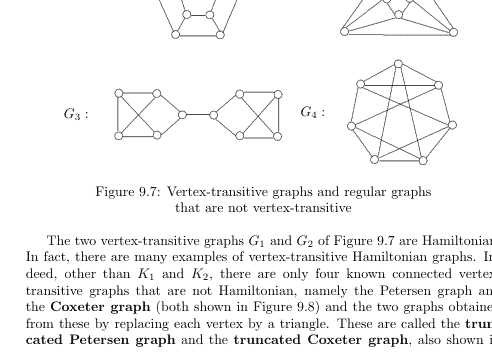 G3 :
G4 :
Figure 9.7: Vertex-transitive graphs and regular graphs
that are not vertex-transitive
The two vertex-transitive graphs G1 and G2 of Figure 9.7 are Hamiltonian
In fact, there are many examples of vertex-transitive Hamiltonian graphs. In
deed, other than K1 and K2, there are only four known connected vertex
transitive graphs that are not Hamiltonian, namely the Petersen graph an
the Coxeter graph (both shown in Figure 9.8) and the two graphs obtaine
from these by replacing each vertex by a triangle. These are called the trun
cated Petersen graph and the truncated Coxeter graph, also shown i